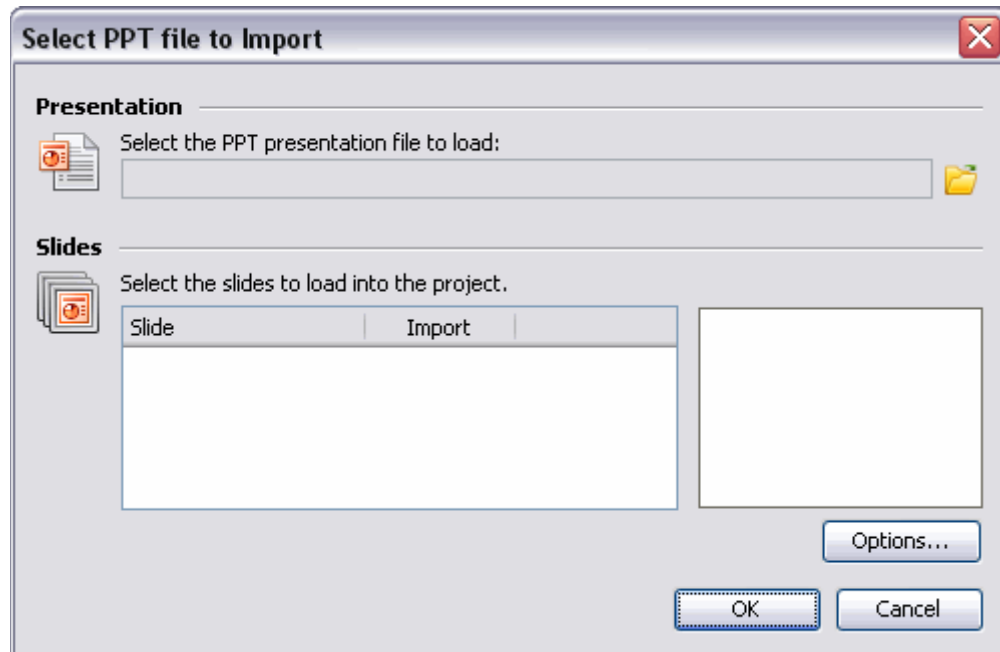 Select PPT file to Import
Presentation
Select the PPT presentation file to load:
Slides
Select the slides to load into the project.
Slide Import
Options...
OK Cancel